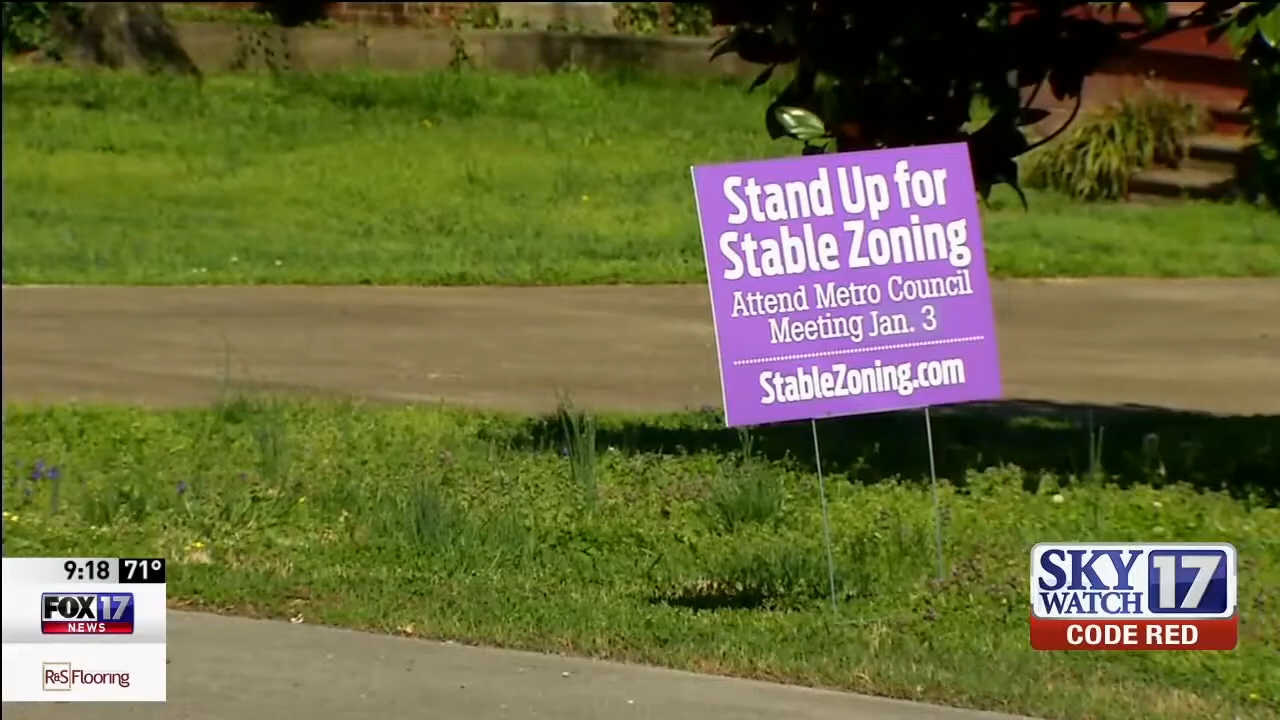 Stand Up for
Stable Zoning
Attend Metro Council
Meeting Jan. 3
StableZoning.com
9:18 71°
FOX 17
NEWS
R&S Flooring
SKY
WATCH 17
CODE RED